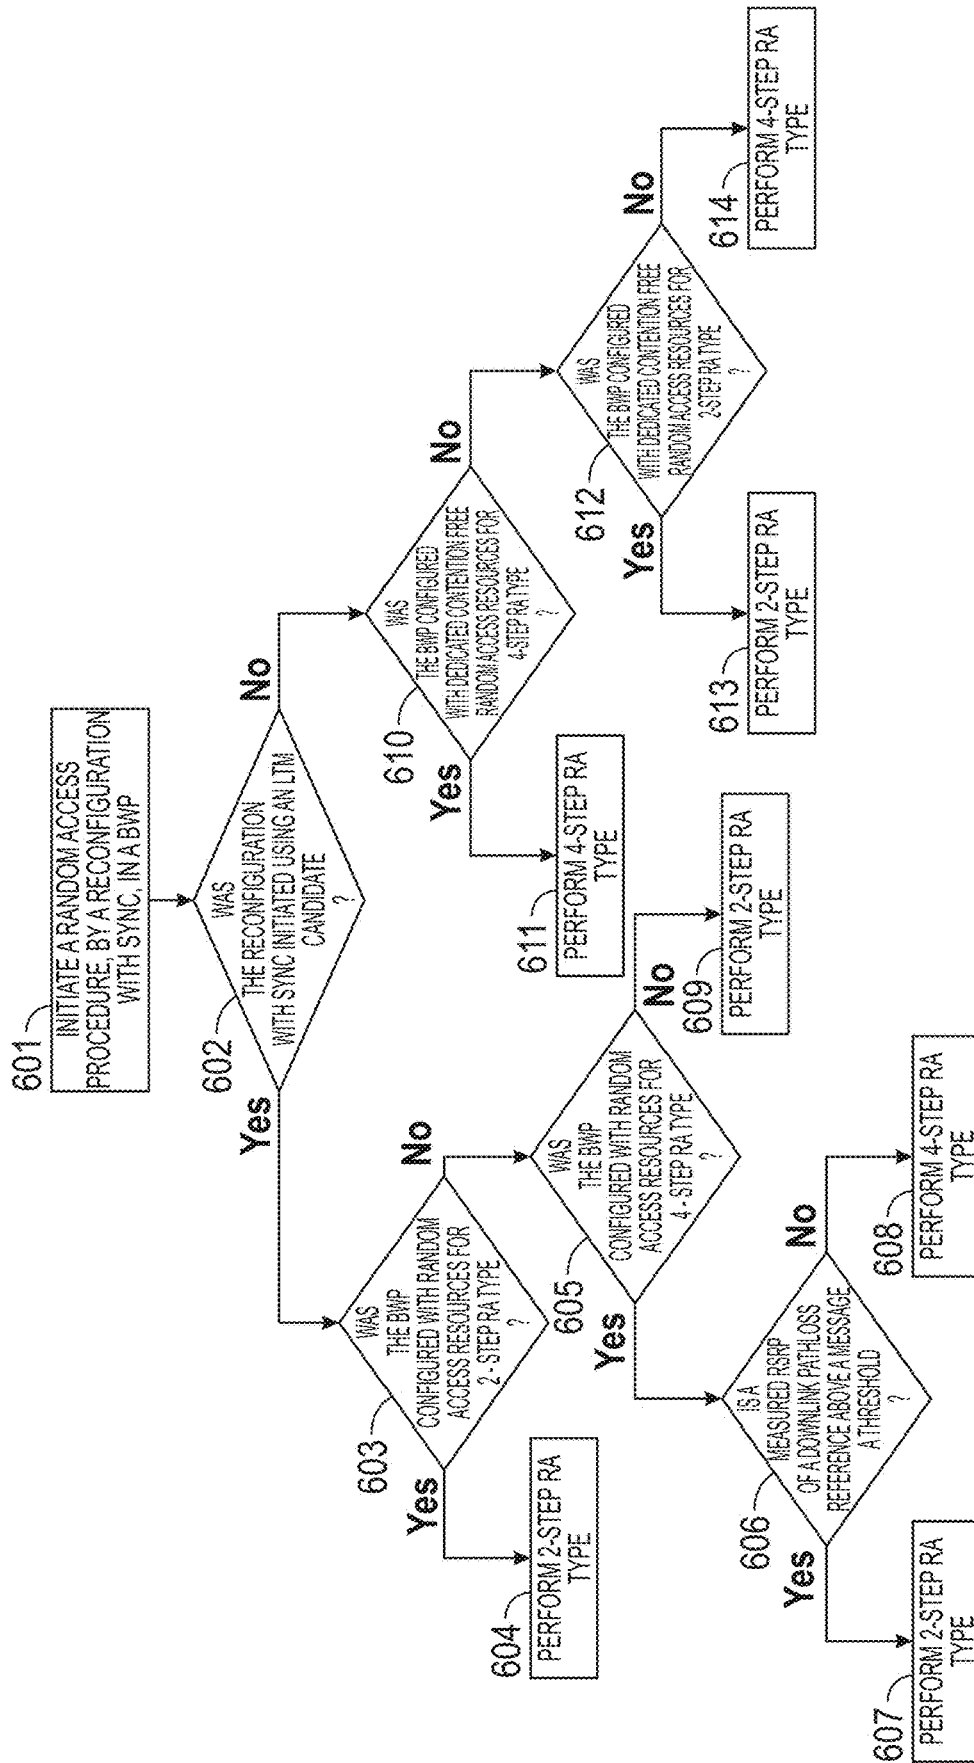 601
INITIATE A RANDOM ACCESS
PROCEDURE, BY A RECONFIGURATION
WITH SYNC, IN A BWP
602
WAS
THE RECONFIGURATION
WITH SYNC INITIATED USING AN LTM
CANDIDATE
?
Yes
No
603
WAS
THE BWP
CONFIGURED WITH RANDOM
ACCESS RESOURCES FOR
2 - STEP RA TYPE
?
Yes
No
604
PERFORM 2-STEP RA
TYPE
605
WAS
THE BWP
CONFIGURED WITH RANDOM
ACCESS RESOURCES FOR
4 - STEP RA TYPE
?
Yes
No
606
IS A
MEASURED RSRP
OF A DOWNLINK PATHLOSS
REFERENCE ABOVE A MESSAGE
A THRESHOLD
?
Yes
No
607
PERFORM 2-STEP RA
TYPE
608
PERFORM 4-STEP RA
TYPE
609
PERFORM 2-STEP RA
TYPE
610
WAS
THE BWP CONFIGURED
WITH DEDICATED CONTENTION FREE
RANDOM ACCESS RESOURCES FOR
4-STEP RA TYPE
?
Yes
No
611
PERFORM 4-STEP RA
TYPE
612
WAS
THE BWP CONFIGURED
WITH DEDICATED CONTENTION FREE
RANDOM ACCESS RESOURCES FOR
2-STEP RA TYPE
?
Yes
No
613
PERFORM 2-STEP RA
TYPE
614
PERFORM 4-STEP RA
TYPE